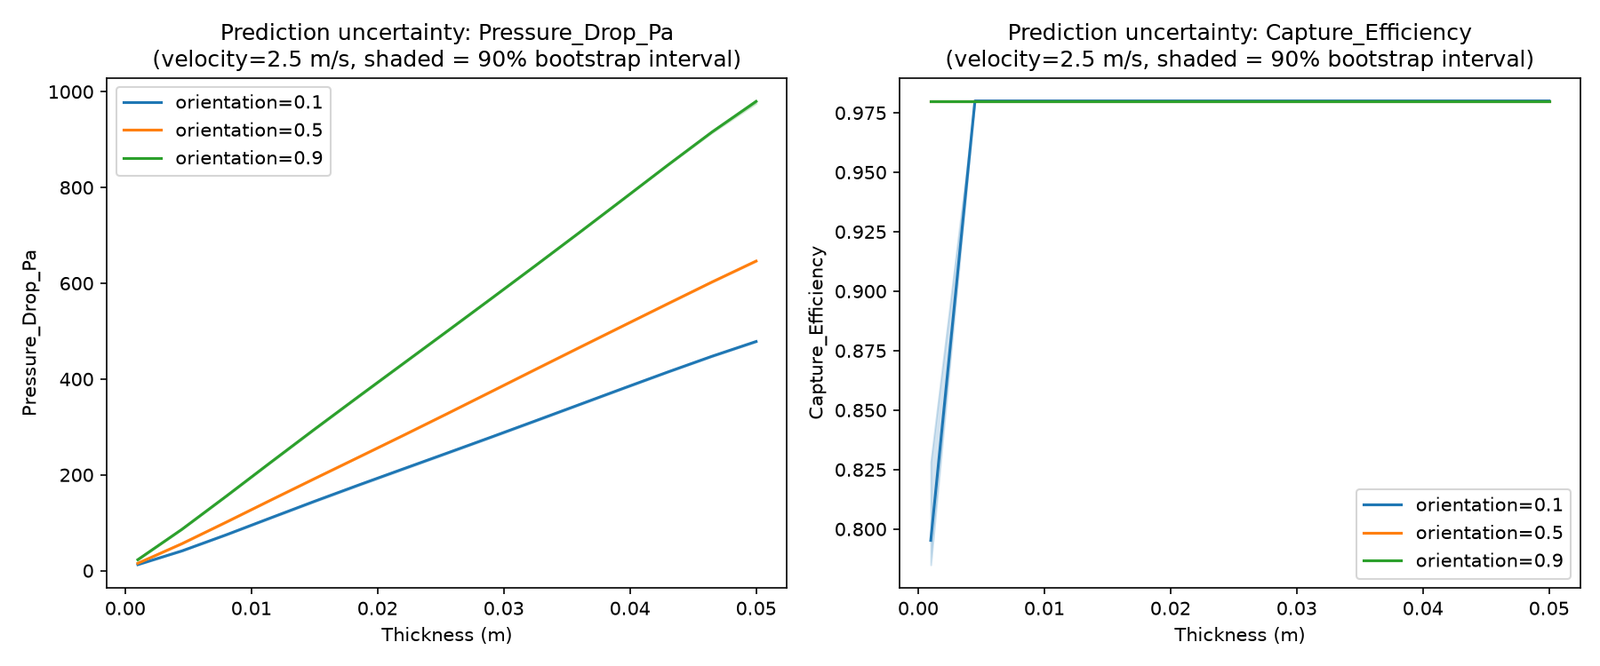 Prediction uncertainty: Pressure_Drop_Pa
(velocity=2.5 m/s, shaded = 90% bootstrap interval)
1000
800
600
400
200
0
Pressure_Drop_Pa
orientation=0.1
orientation=0.5
orientation=0.9
0.00
0.01
0.02
0.03
0.04
0.05
Thickness (m)
Prediction uncertainty: Capture_Efficiency
(velocity=2.5 m/s, shaded = 90% bootstrap interval)
0.975
0.950
0.925
0.900
0.875
0.850
0.825
0.800
Capture_Efficiency
orientation=0.1
orientation=0.5
orientation=0.9
0.00
0.01
0.02
0.03
0.04
0.05
Thickness (m)